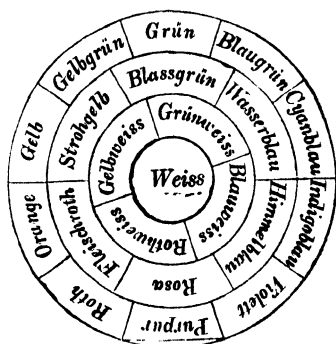 Grün
Blaugrün
Cyanblau
Indigoblau
Violett
Purpur.
Roth
Orange
Gelb
Gelbgrün
Blassgrün
Wasserblau
Himmelblau
Rosa
Fleischroth
Strohgelb
Grünweiss
Blauweiss
Rothweiss
Gelbweiss
Weiss